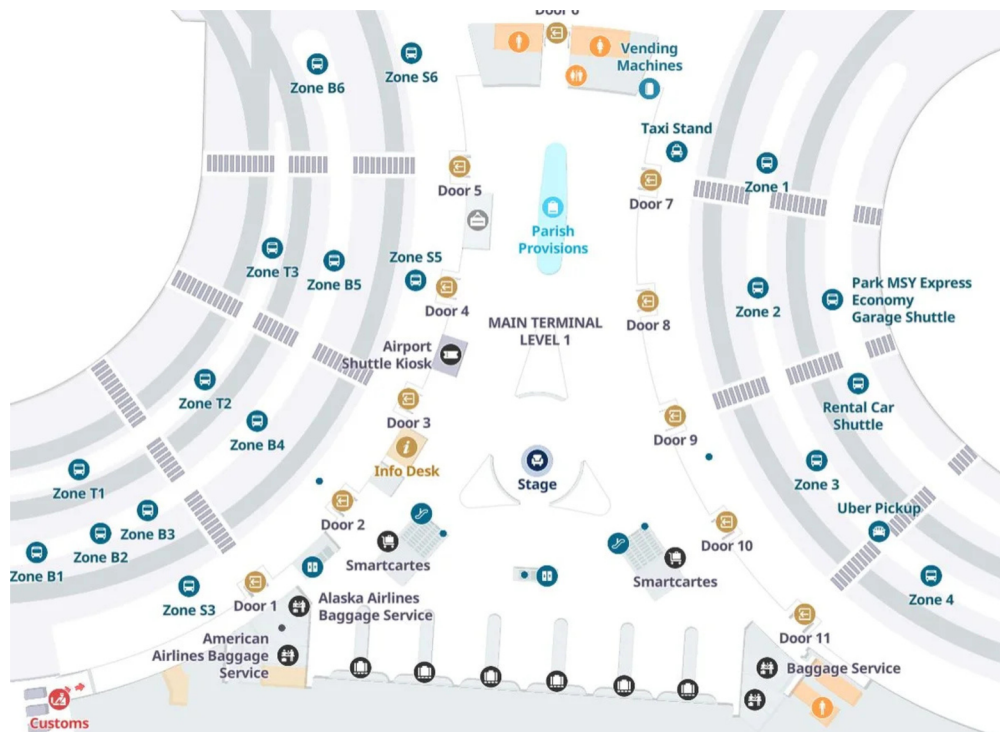 Door 6
Zone S6
Zone B6
Vending
Machines
Taxi Stand
Zone 1
Door 5
Door 7
Parish
Provisions
Zone T3
Zone B5
Zone S5
Door 4
Door 8
Zone 2
Park MSY Express
Economy
Garage Shuttle
MAIN TERMINAL
LEVEL 1
Airport
Shuttle Kiosk
Zone T2
Zone B4
Door 3
Door 9
Rental Car
Shuttle
Info Desk
Stage
Zone T1
Zone 3
Uber Pickup
Door 2
Door 10
Zone B3
Zone B2
Zone B1
Smartcartes
Smartcartes
Zone S3
Door 1
Alaska Airlines
Baggage Service
Zone 4
Door 11
American
Airlines Baggage
Service
Baggage Service
Customs